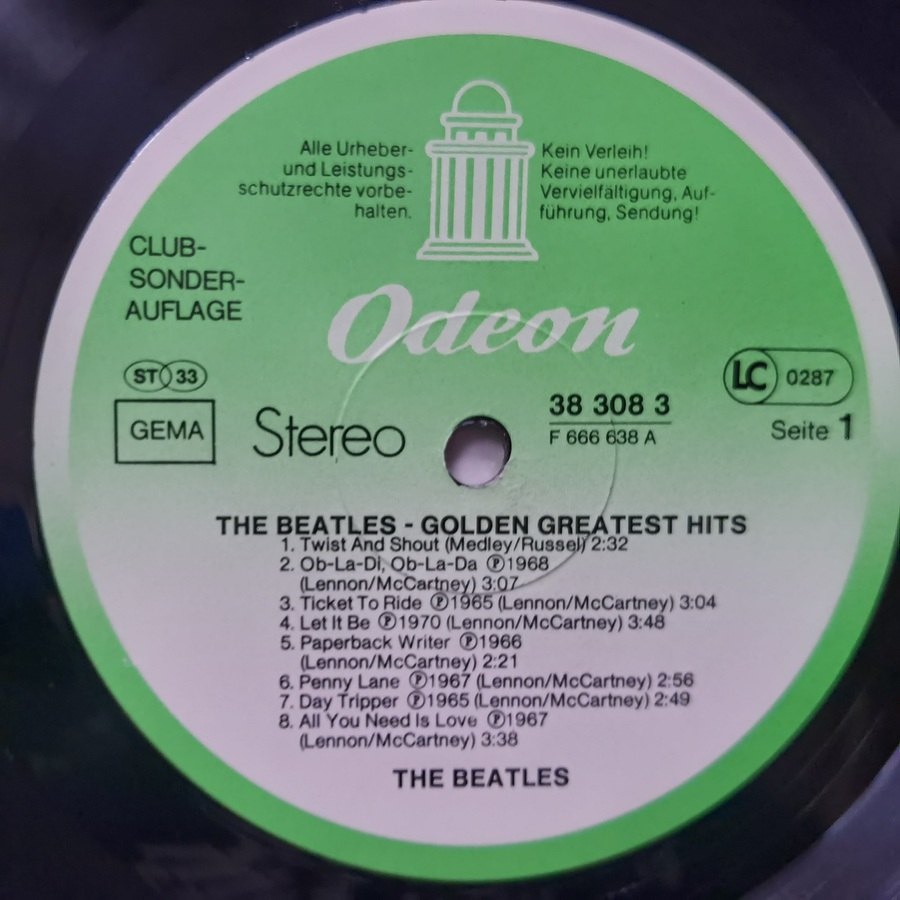 Alle Urheber-
und Leistungs-
schutzrechte vorbe-
halten.
Kein Verleih!
Keine unerlaubte
Vervielfältigung, Auf-
führung, Sendung!
CLUB-
SONDER-
AUFLAGE
Odeon
ST 33
GEMA
Stereo
38 308 3
F 666 638 A
LC 0287
Seite 1
THE BEATLES - GOLDEN GREATEST HITS
1. Twist And Shout (Medley/Russel) 2:32
2. Ob-La-Di, Ob-La-Da ℗1968
(Lennon/McCartney) 3:07
3. Ticket To Ride ℗1965 (Lennon/McCartney) 3:04
4. Let It Be ℗1970 (Lennon/McCartney) 3:48
5. Paperback Writer ℗1966
(Lennon/McCartney) 2:21
6. Penny Lane ℗1967 (Lennon/McCartney) 2:56
7. Day Tripper ℗1965 (Lennon/McCartney) 2:49
8. All You Need Is Love ℗1967
(Lennon/McCartney) 3:38
THE BEATLES